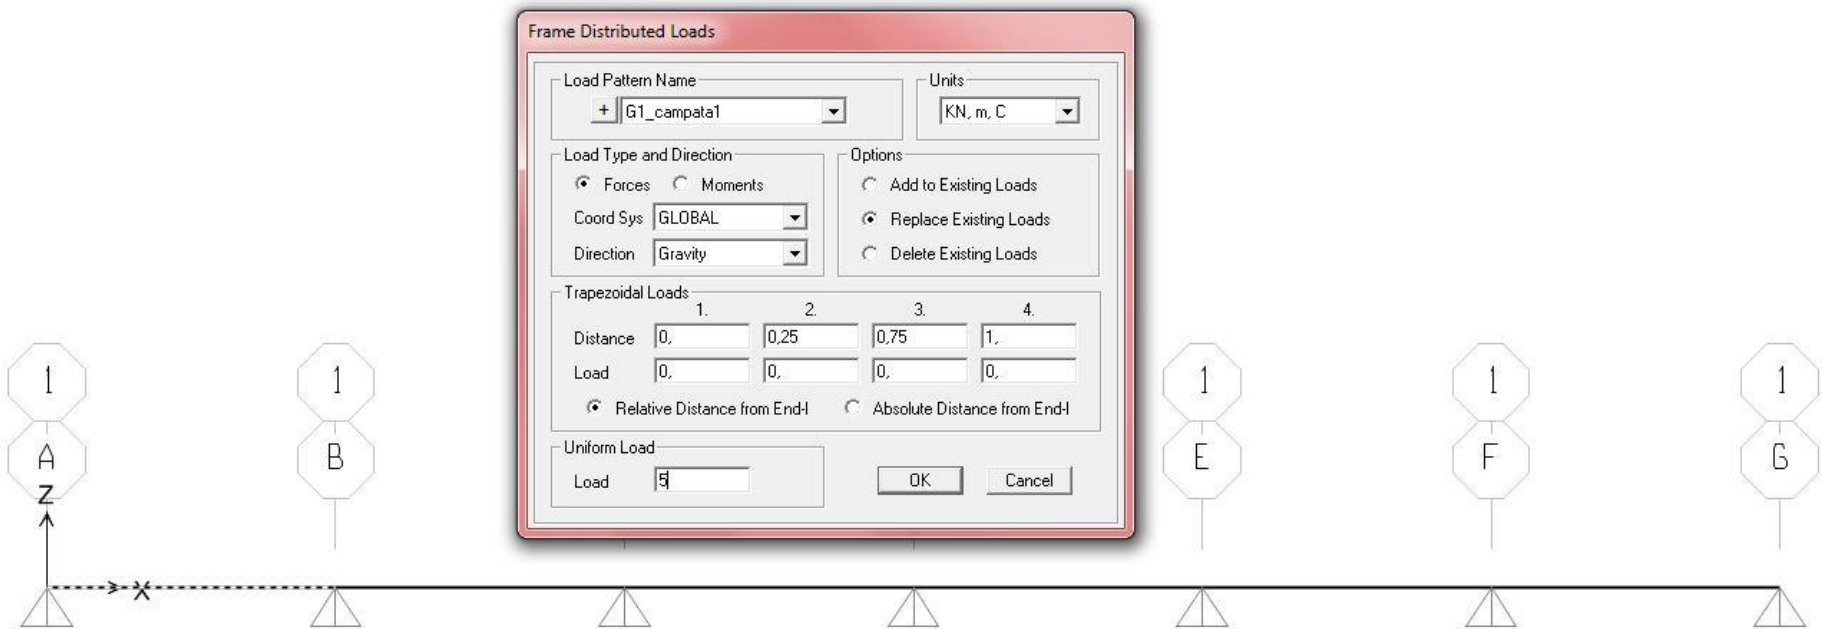 Frame Distributed Loads
Load Pattern Name
+ G1_campata1
Units
KN, m, C
Load Type and Direction
Forces Moments
Coord Sys GLOBAL
Direction Gravity
Options
Add to Existing Loads
Replace Existing Loads
Delete Existing Loads
Trapezoidal Loads
1. 2. 3. 4.
Distance 0, 0,25 0,75 1,
Load 0, 0, 0, 0,
Relative Distance from End-I Absolute Distance from End-I
Uniform Load
Load 5
OK Cancel
1 1 1 1 1
A B E F G
Z
X